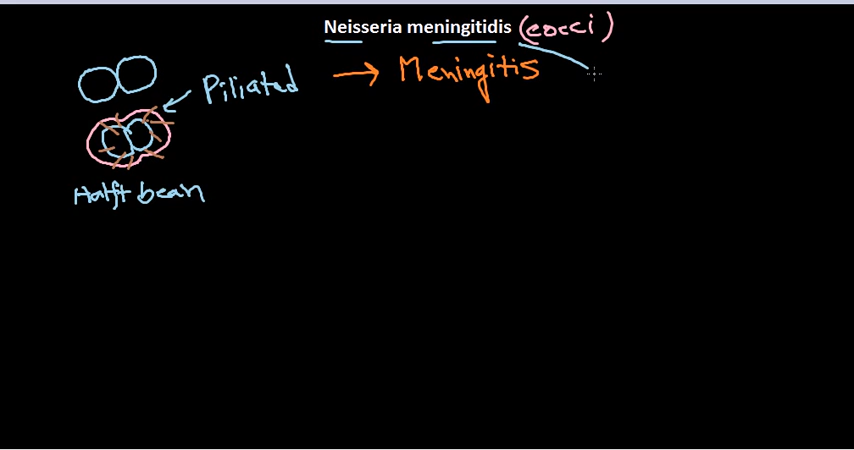 Neisseria meningitidis (cocci)
Piliated → Meningitis
Halft bean